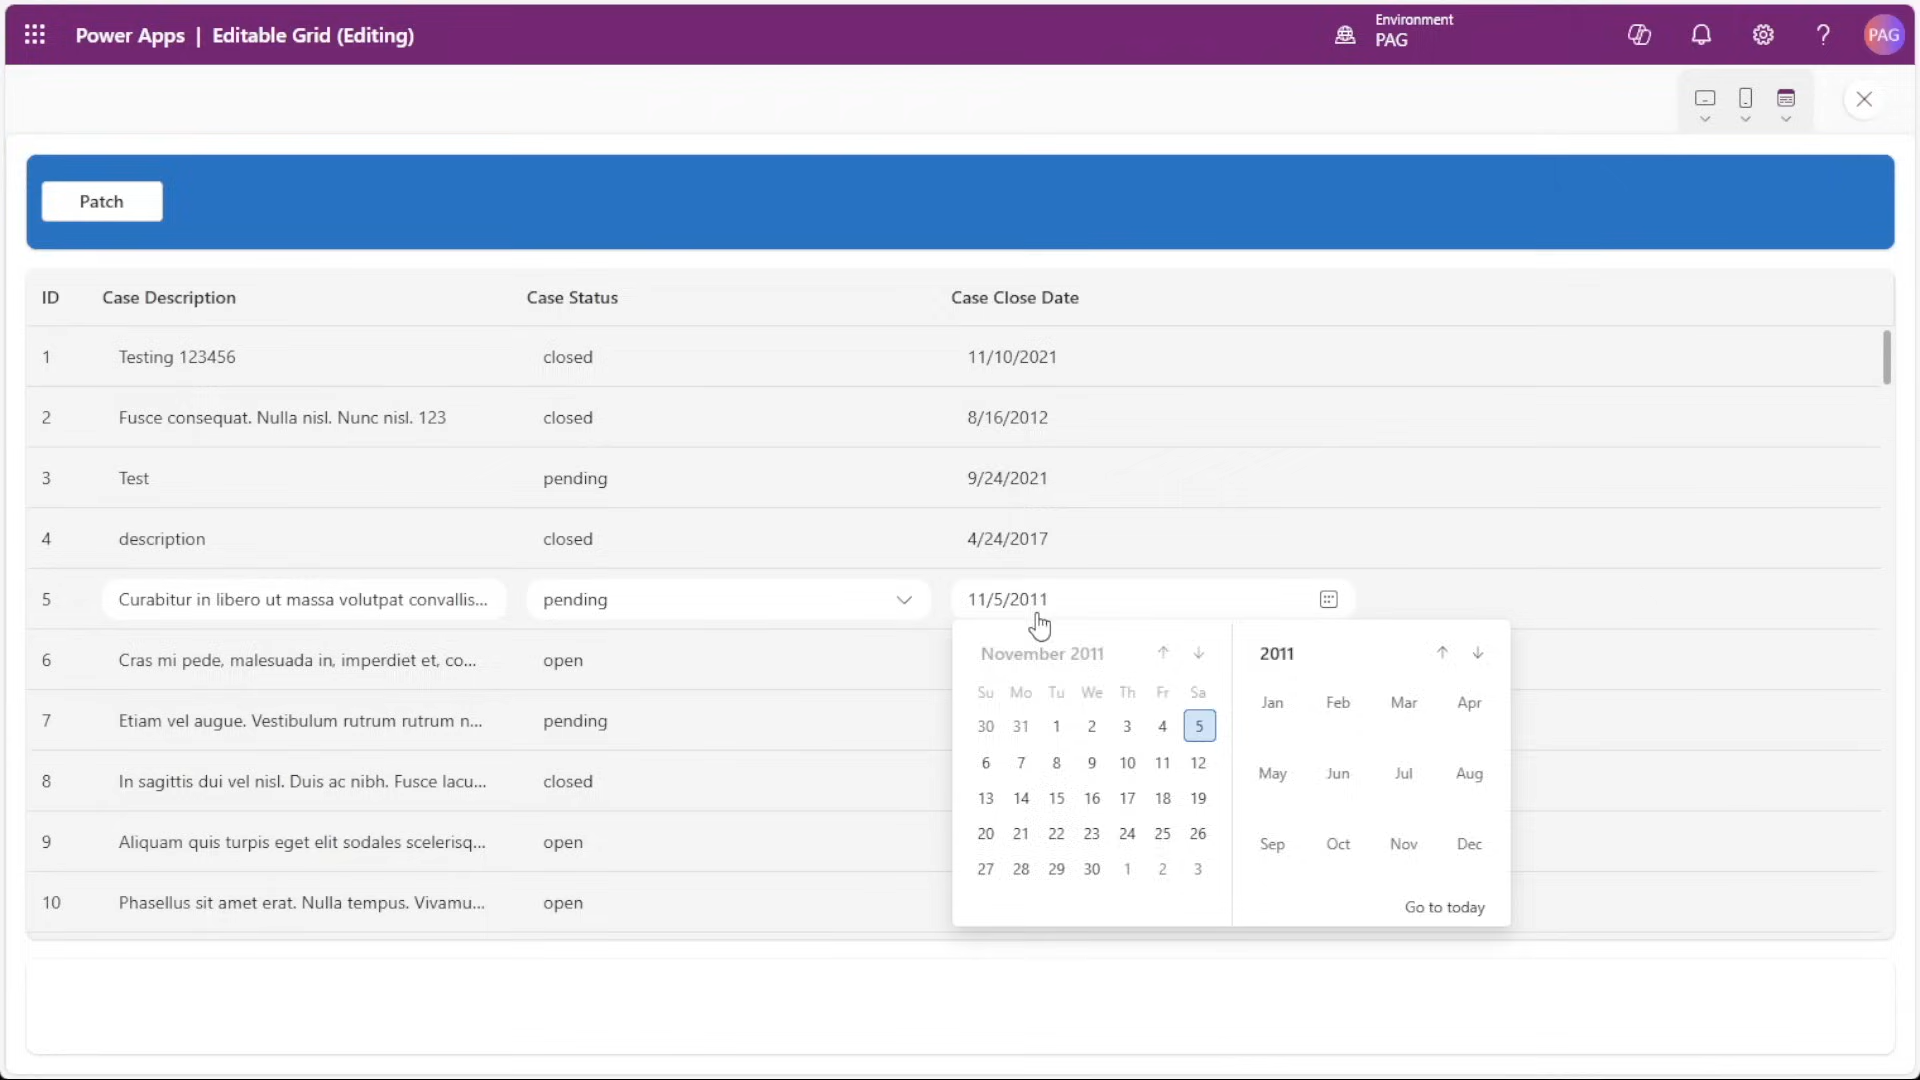 Power Apps | Editable Grid (Editing)
Environment
PAG
?
PAG
Patch
ID Case Description Case Status Case Close Date
1 Testing 123456 closed 11/10/2021
2 Fusce consequat. Nulla nisl. Nunc nisl. 123 closed 8/16/2012
3 Test pending 9/24/2021
4 description closed 4/24/2017
5 Curabitur in libero ut massa volutpat convallis... pending 11/5/2011
6 Cras mi pede, malesuada in, imperdiet et, co... open
7 Etiam vel augue. Vestibulum rutrum rutrum n... pending
8 In sagittis dui vel nisl. Duis ac nibh. Fusce lacu... closed
9 Aliquam quis turpis eget elit sodales scelerisq... open
10 Phasellus sit amet erat. Nulla tempus. Vivamu... open
November 2011
Su Mo Tu We Th Fr Sa
30 31 1 2 3 4 5
6 7 8 9 10 11 12
13 14 15 16 17 18 19
20 21 22 23 24 25 26
27 28 29 30 1 2 3
2011
Jan Feb Mar Apr
May Jun Jul Aug
Sep Oct Nov Dec
Go to today